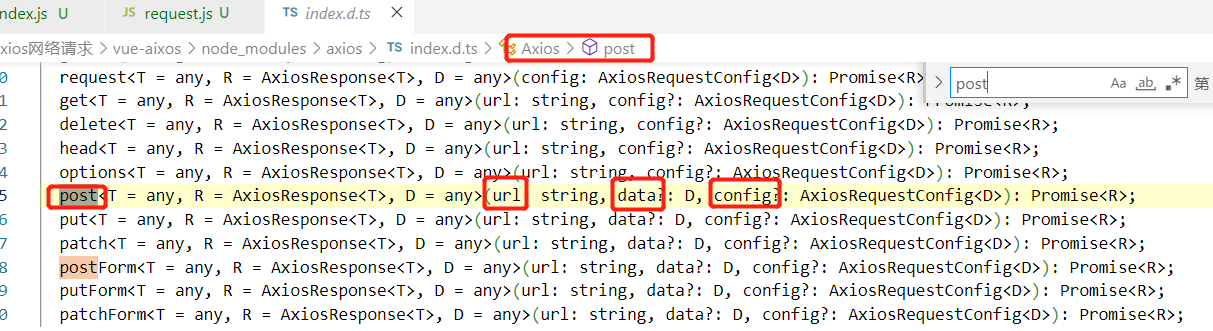 ndex.js U JS request.js U TS index.d.ts ×
xios网络请求 > vue-aixos > node_modules > axios > TS index.d.ts > Axios > post
post Aa ab, .* 第
0 request<T = any, R = AxiosResponse<T>, D = any>(config: AxiosRequestConfig<D>): Promise<R>
1 get<T = any, R = AxiosResponse<T>, D = any>(url: string, config?: AxiosRequestConfig<D>): Promise<R>;
2 delete<T = any, R = AxiosResponse<T>, D = any>(url: string, config?: AxiosRequestConfig<D>): Promise<R>;
3 head<T = any, R = AxiosResponse<T>, D = any>(url: string, config?: AxiosRequestConfig<D>): Promise<R>;
4 options<T = any, R = AxiosResponse<T>, D = any>(url: string, config?: AxiosRequestConfig<D>): Promise<R>;
5 post<T = any, R = AxiosResponse<T>, D = any>(url string, data?: D, config?: AxiosRequestConfig<D>): Promise<R>;
6 put<T = any, R = AxiosResponse<T>, D = any>(url: string, data?: D, config?: AxiosRequestConfig<D>): Promise<R>;
7 patch<T = any, R = AxiosResponse<T>, D = any>(url: string, data?: D, config?: AxiosRequestConfig<D>): Promise<R>;
8 postForm<T = any, R = AxiosResponse<T>, D = any>(url: string, data?: D, config?: AxiosRequestConfig<D>): Promise<R>;
9 putForm<T = any, R = AxiosResponse<T>, D = any>(url: string, data?: D, config?: AxiosRequestConfig<D>): Promise<R>;
0 patchForm<T = any, R = AxiosResponse<T>, D = any>(url: string, data?: D, config?: AxiosRequestConfig<D>): Promise<R>;